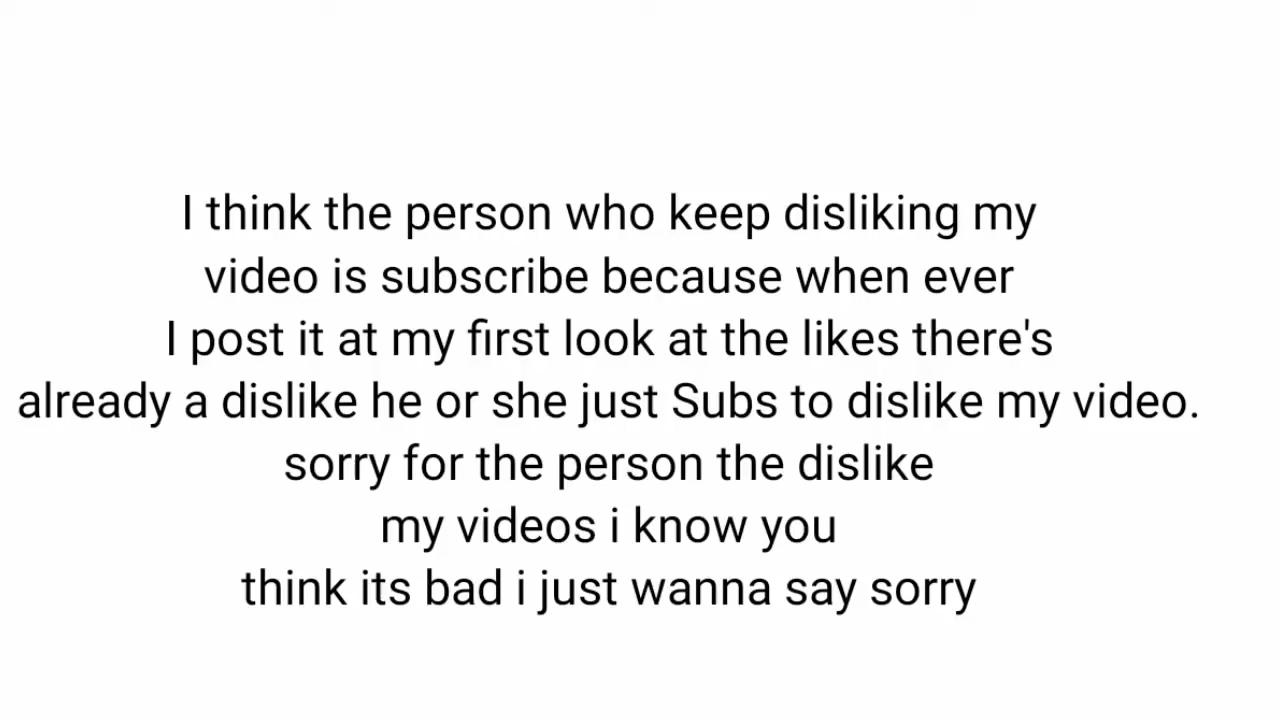 I think the person who keep disliking my
video is subscribe because when ever
I post it at my first look at the likes there's
already a dislike he or she just Subs to dislike my video.
sorry for the person the dislike
my videos i know you
think its bad i just wanna say sorry